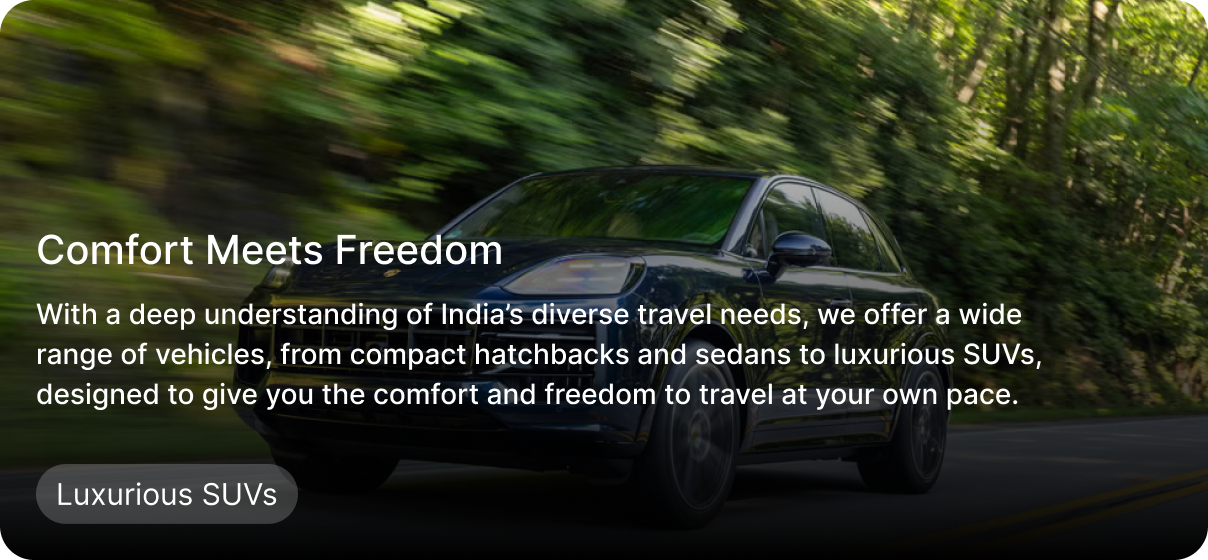 Comfort Meets Freedom
With a deep understanding of India’s diverse travel needs, we offer a wide
range of vehicles, from compact hatchbacks and sedans to luxurious SUVs,
designed to give you the comfort and freedom to travel at your own pace.
Luxurious SUVs